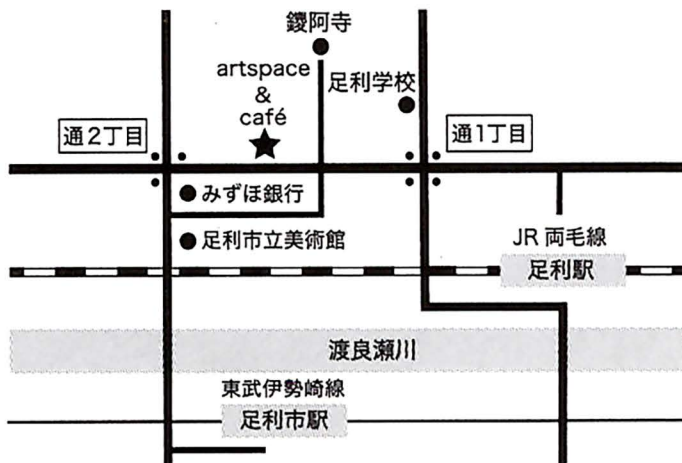 鑁阿寺
artspace
&
café
足利学校
通2丁目
通1丁目
みずほ銀行
足利市立美術館
JR 両毛線
足利駅
渡良瀬川
東武伊勢崎線
足利市駅